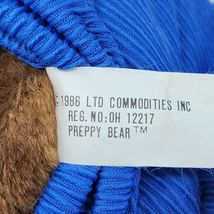 ©1986 LTD COMMODITIES INC
REG. NO: OH 12217
PREPPY BEAR™